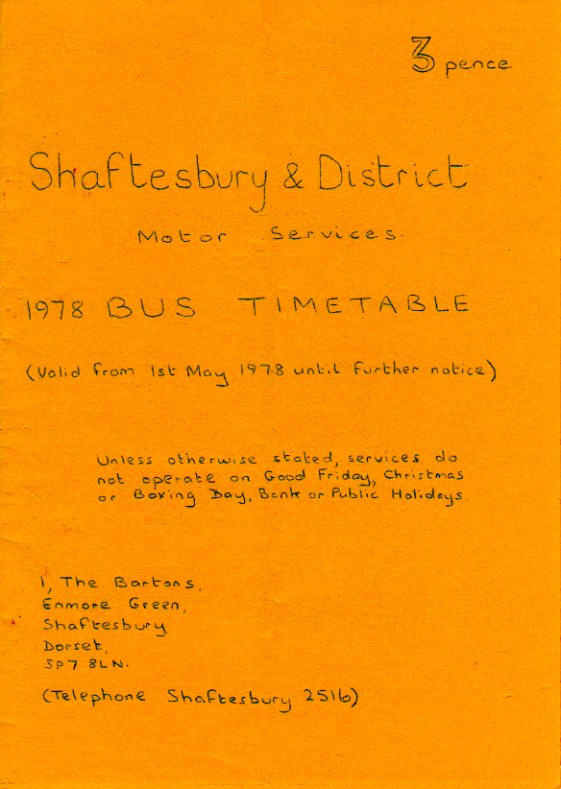 3 pence
Shaftesbury & District
Motor Services.
1978 BUS TIMETABLE
(Valid from 1st May 1978 until further notice)
Unless otherwise stated, services do
not operate on Good Friday, Christmas
or Boxing Day, Bank or Public Holidays.
1, The Bartons,
Enmore Green,
Shaftesbury
Dorset,
SP7 8LN.
(Telephone Shaftesbury 2516)